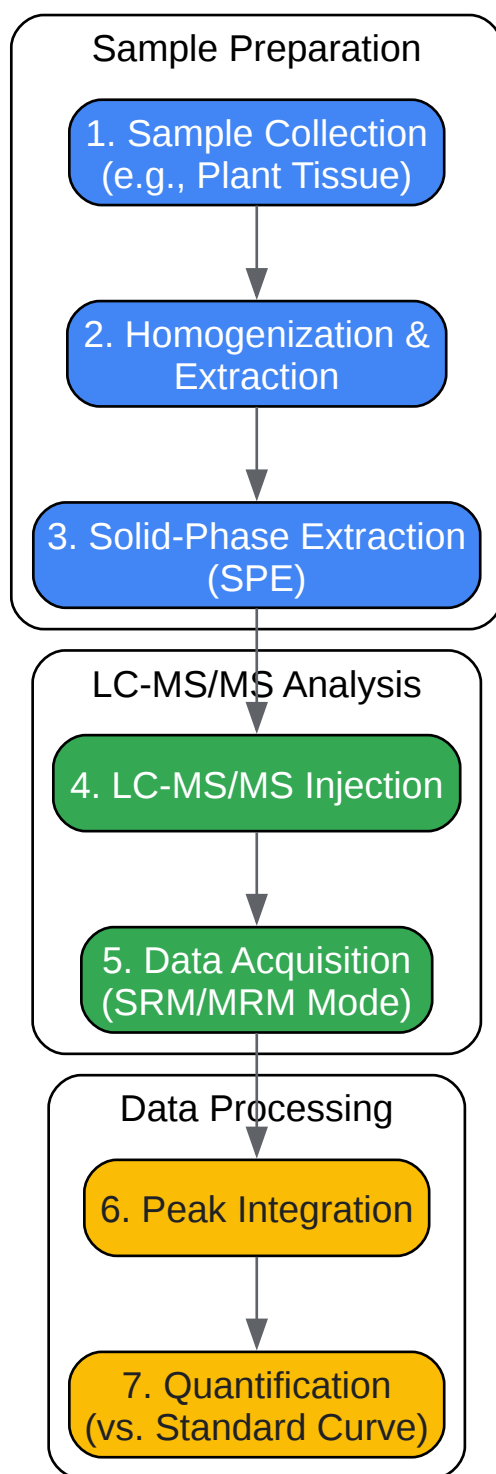 Sample Preparation
1. Sample Collection
(e.g., Plant Tissue)
2. Homogenization &
Extraction
3. Solid-Phase Extraction
(SPE)
LC-MS/MS Analysis
4. LC-MS/MS Injection
5. Data Acquisition
(SRM/MRM Mode)
Data Processing
6. Peak Integration
7. Quantification
(vs. Standard Curve)